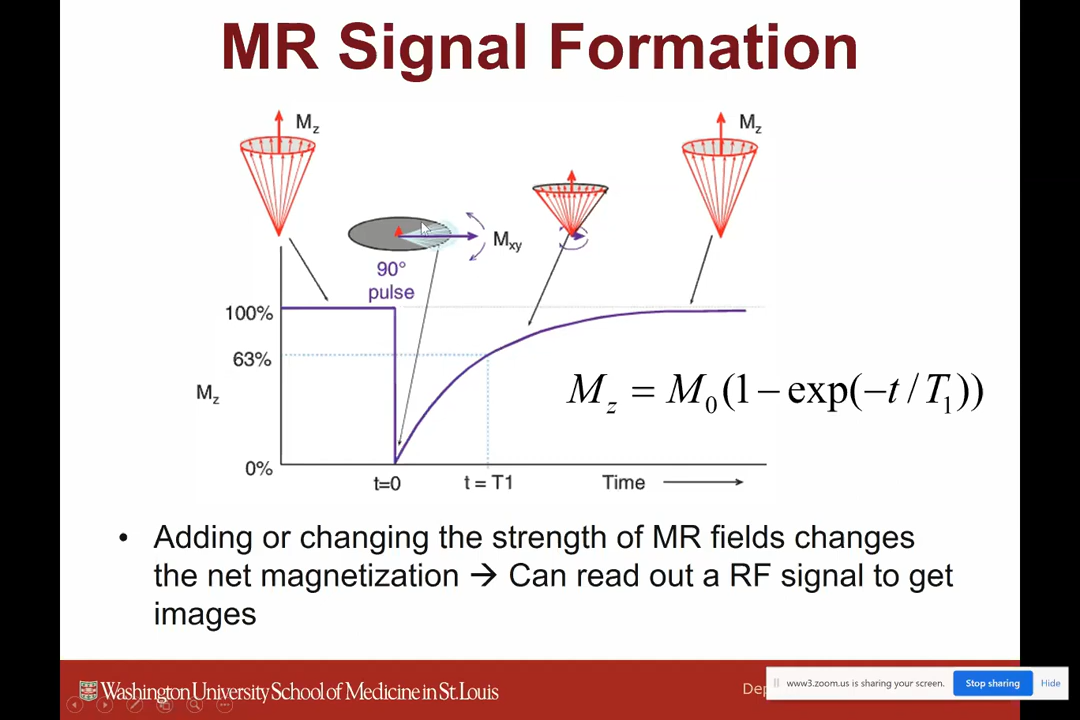 MR Signal Formation
Mz
Mz
Mxy
90°
pulse
100%
63%
Mz
0%
t=0
t = T1
Time
Mz = M0(1 − exp(−t / T1))
• Adding or changing the strength of MR fields changes
the net magnetization → Can read out a RF signal to get
images
Washington University School of Medicine in St.Louis
www3.zoom.us is sharing your screen.
Stop sharing
Hide